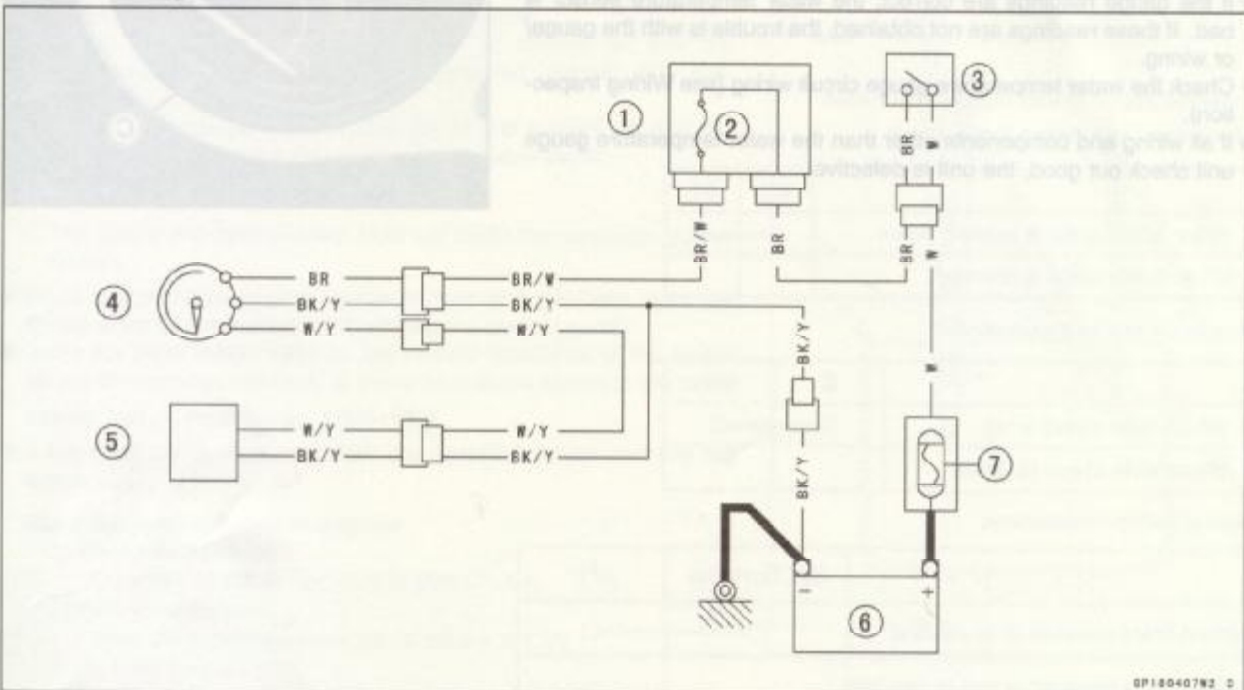 if the gauge readings are correct, the water temperature sensor is
bad. If these readings are not obtained, the trouble is with the gauge
or wiring.
Check the water temperature gauge circuit wiring (see Wiring Inspec-
tion).
If all wiring and components other than the water temperature gauge
unit check out good, the unit is defective.
1
2
3
BR
W
BR/W
BR
BR
W
4
BR
BR/W
BK/Y
BK/Y
W/Y
W/Y
BK/Y
W
5
W/Y
W/Y
BK/Y
BK/Y
BK/Y
7
-
+
6
GP180407W2 C